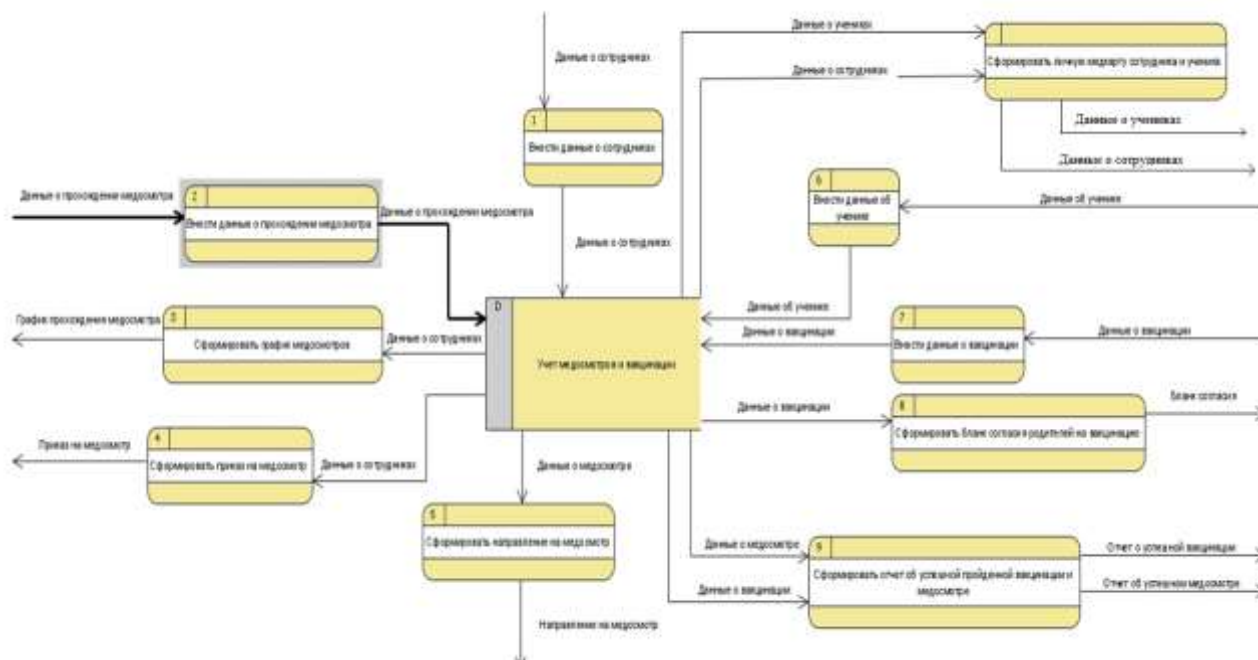 Данные о учениках
Данные о сотрудниках
Данные о сотрудниках
Сформировать личную медкарту сотрудника и ученика
Данные о учениках
Данные о сотрудниках
1
Внести данные о сотрудниках
Данные о прохождении медосмотра
2
Внести данные о прохождении медосмотра
Данные о прохождении медосмотра
6
Внести данные об
ученике
Данные об ученике
Данные о сотрудниках
D
Учет медосмотров и вакцинации
Данные об ученике
Данные о вакцинации
7
Внести данные о вакцинации
Данные о вакцинации
График прохождения медосмотра
3
Сформировать график медосмотров
Данные о сотрудниках
Данные о вакцинации
8
Сформировать бланк согласия родителей на вакцинацию
Бланк согласия
Приказ на медосмотр
4
Сформировать приказ на медосмотр
Данные о сотрудниках
Данные о медосмотре
5
Сформировать направление на медосмотр
Направление на медосмотр
Данные о медосмотре
Данные о вакцинации
9
Сформировать отчет об успешной пройденной вакцинации и
медосмотре
Отчет о успешной вакцинации
Отчет об успешном медосмотре